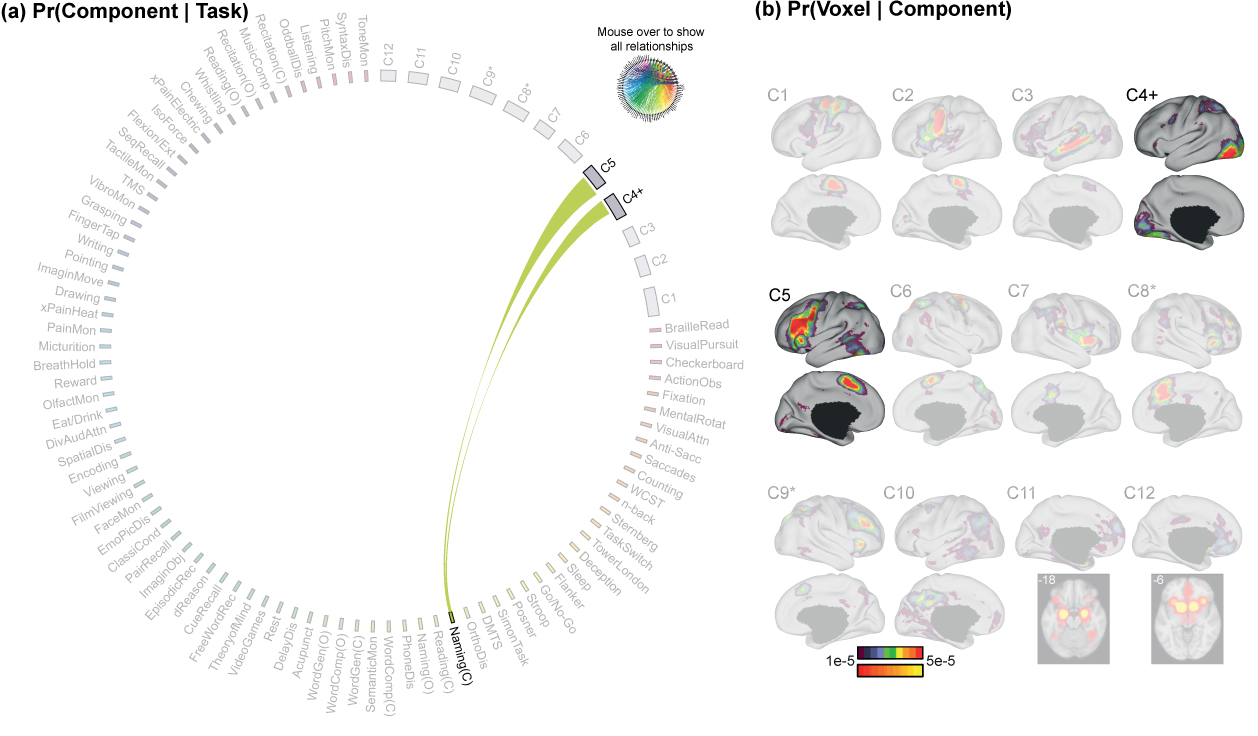 (a) Pr(Component | Task)
(b) Pr(Voxel | Component)
Mouse over to show
all relationships
C12
C11
C10
C9*
C8*
C7
C6
C5
C4+
C3
C2
C1
BrailleRead
VisualPursuit
Checkerboard
ActionObs
Fixation
MentalRotat
VisualAttn
Anti-Sacc
Saccades
Counting
WCST
n-back
Sternberg
TaskSwitch
TowerLondon
Deception
Sleep
Flanker
Go/No-Go
Stroop
Posner
SimonTask
DMTS
OrthoDis
Naming(C)
Reading(C)
Naming(O)
PhoneDis
WordComp(C)
SemanticMon
WordGen(C)
WordComp(O)
WordGen(O)
Acupunct
DelayDis
Rest
VideoGames
TheoryofMind
FreeWordRec
CueRecall
dReason
EpisodicRec
ImaginObj
PairRecall
ClassiCond
EmoPicDis
FaceMon
FilmViewing
Viewing
Encoding
SpatialDis
DivAudAttn
Eat/Drink
OlfactMon
Reward
BreathHold
Micturition
PainMon
xPainHeat
Drawing
ImaginMove
Pointing
Writing
FingerTap
Grasping
VibroMon
TMS
TactileMon
SeqRecall
Flexion/Ext
IsoForce
xPainElectric
Chewing
Whistling
Reading(O)
Recitation(O)
MusicComp
Recitation(C)
OddballDis
Listening
PitchMon
SyntaxDis
ToneMon
C1
C2
C3
C4+
C5
C6
C7
C8*
C9*
C10
C11
C12
-18
-6
1e-5
5e-5